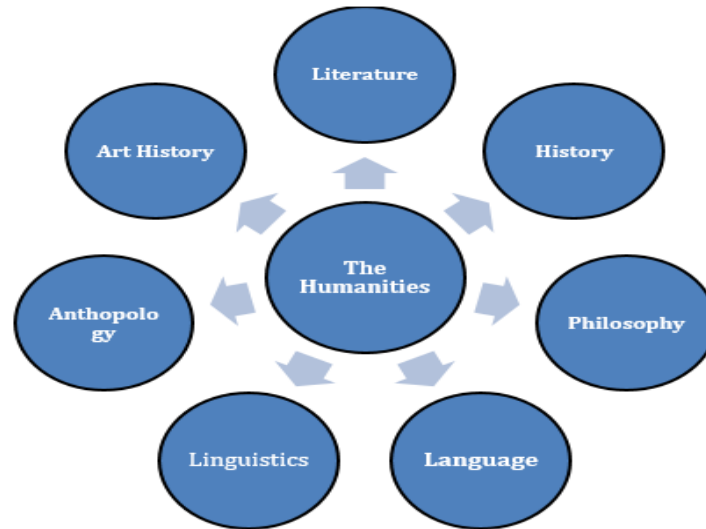 Literature
Art History
History
The
Humanities
Anthopolo
gy
Philosophy
Linguistics
Language